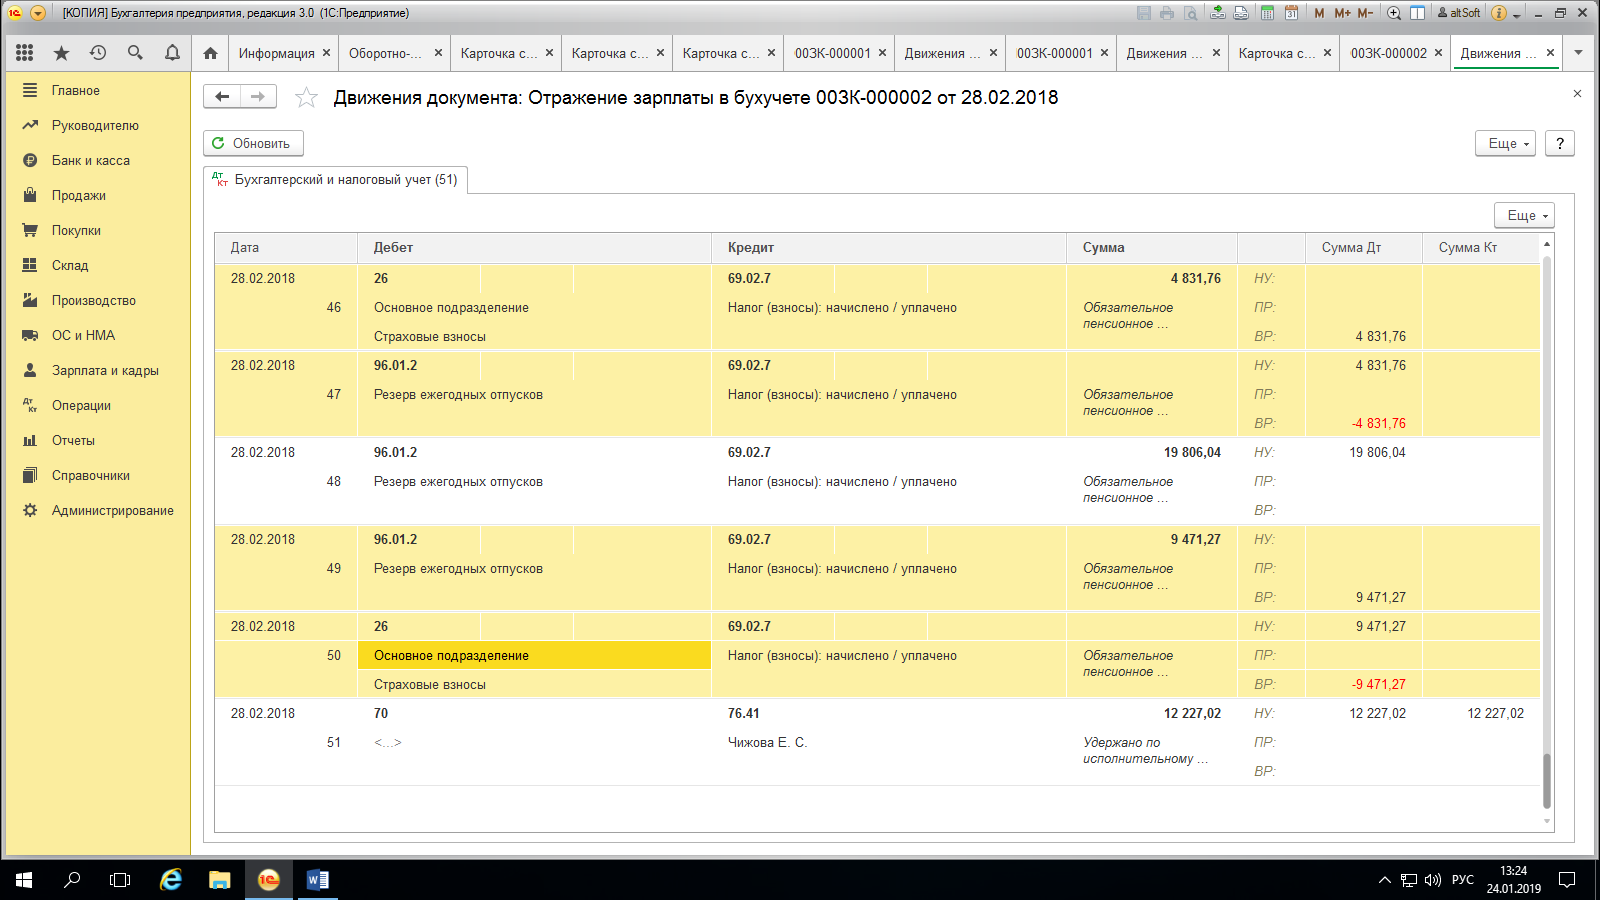 [КОПИЯ] Бухгалтерия предприятия, редакция 3.0 (1С:Предприятие)
M M+ M- altSoft
Информация × Оборотно-... × Карточка с... × Карточка с... × Карточка с... × 00ЗК-000001 × Движения ... × 00ЗК-000001 × Движения ... × Карточка с... × 00ЗК-000002 × Движения ... ×
Главное
Руководителю
Банк и касса
Продажи
Покупки
Склад
Производство
ОС и НМА
Зарплата и кадры
Операции
Отчеты
Справочники
Администрирование
Движения документа: Отражение зарплаты в бухучете 00ЗК-000002 от 28.02.2018
Обновить
Еще
?
Дт Кт Бухгалтерский и налоговый учет (51)
Еще
Дата Дебет Кредит Сумма Сумма Дт Сумма Кт
28.02.2018 26 69.02.7 4 831,76 НУ:
46 Основное подразделение Налог (взносы): начислено / уплачено Обязательное ПР:
пенсионное ...
Страховые взносы ВР: 4 831,76
28.02.2018 96.01.2 69.02.7 НУ: 4 831,76
47 Резерв ежегодных отпусков Налог (взносы): начислено / уплачено Обязательное ПР:
пенсионное ...
ВР: -4 831,76
28.02.2018 96.01.2 69.02.7 19 806,04 НУ: 19 806,04
48 Резерв ежегодных отпусков Налог (взносы): начислено / уплачено Обязательное ПР:
пенсионное ...
ВР:
28.02.2018 96.01.2 69.02.7 9 471,27 НУ:
49 Резерв ежегодных отпусков Налог (взносы): начислено / уплачено Обязательное ПР:
пенсионное ...
ВР: 9 471,27
28.02.2018 26 69.02.7 НУ: 9 471,27
50 Основное подразделение Налог (взносы): начислено / уплачено Обязательное ПР:
пенсионное ...
Страховые взносы ВР: -9 471,27
28.02.2018 70 76.41 12 227,02 НУ: 12 227,02 12 227,02
51 <...> Чижова Е. С. Удержано по ПР:
исполнительному ...
ВР:
РУС
13:24
24.01.2019